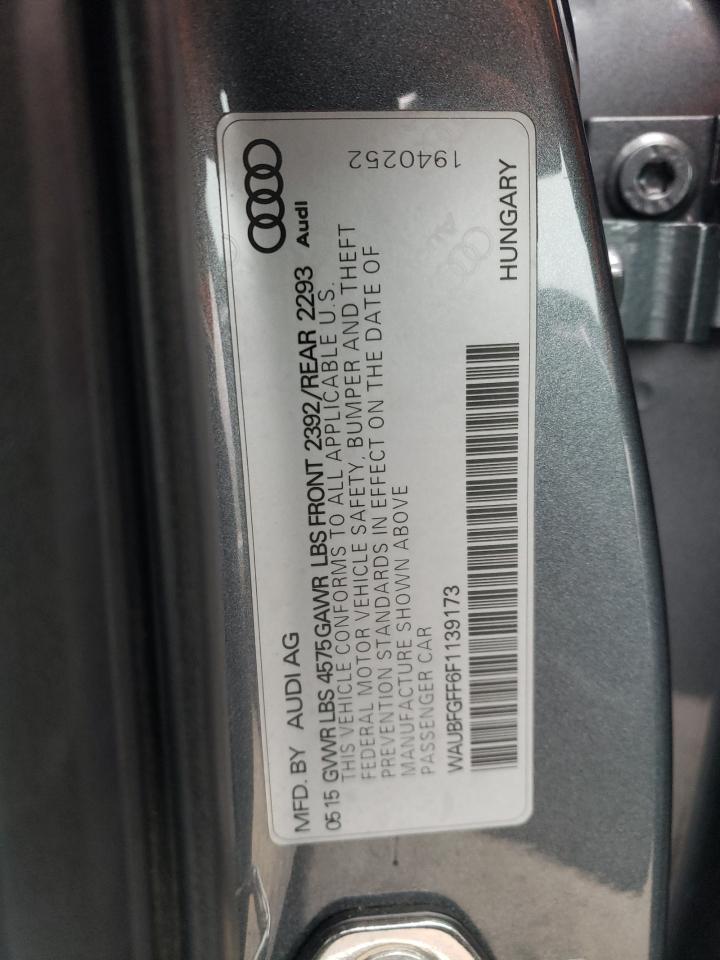 Audi
1940252
MFD. BY AUDI AG
0515 GVWR LBS 4575 GAWR LBS FRONT 2392/REAR 2293
THIS VEHICLE CONFORMS TO ALL APPLICABLE U.S.
FEDERAL MOTOR VEHICLE SAFETY, BUMPER AND THEFT
PREVENTION STANDARDS IN EFFECT ON THE DATE OF
MANUFACTURE SHOWN ABOVE
PASSENGER CAR
WAUBFGFF6F1139173
HUNGARY